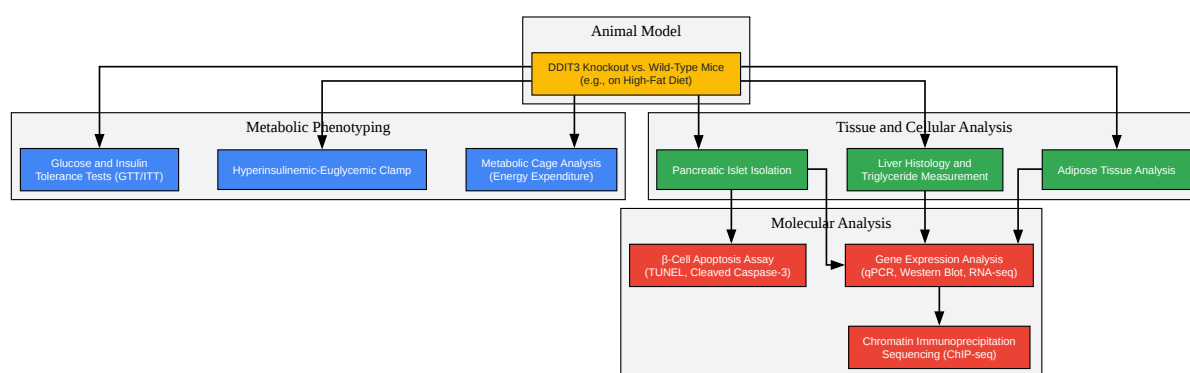 Animal Model
DDIT3 Knockout vs. Wild-Type Mice
(e.g., on High-Fat Diet)
Metabolic Phenotyping
Glucose and Insulin
Tolerance Tests (GTT/ITT)
Hyperinsulinemic-Euglycemic Clamp
Metabolic Cage Analysis
(Energy Expenditure)
Tissue and Cellular Analysis
Pancreatic Islet Isolation
Liver Histology and
Triglyceride Measurement
Adipose Tissue Analysis
Molecular Analysis
β-Cell Apoptosis Assay
(TUNEL, Cleaved Caspase-3)
Gene Expression Analysis
(qPCR, Western Blot, RNA-seq)
Chromatin Immunoprecipitation
Sequencing (ChIP-seq)